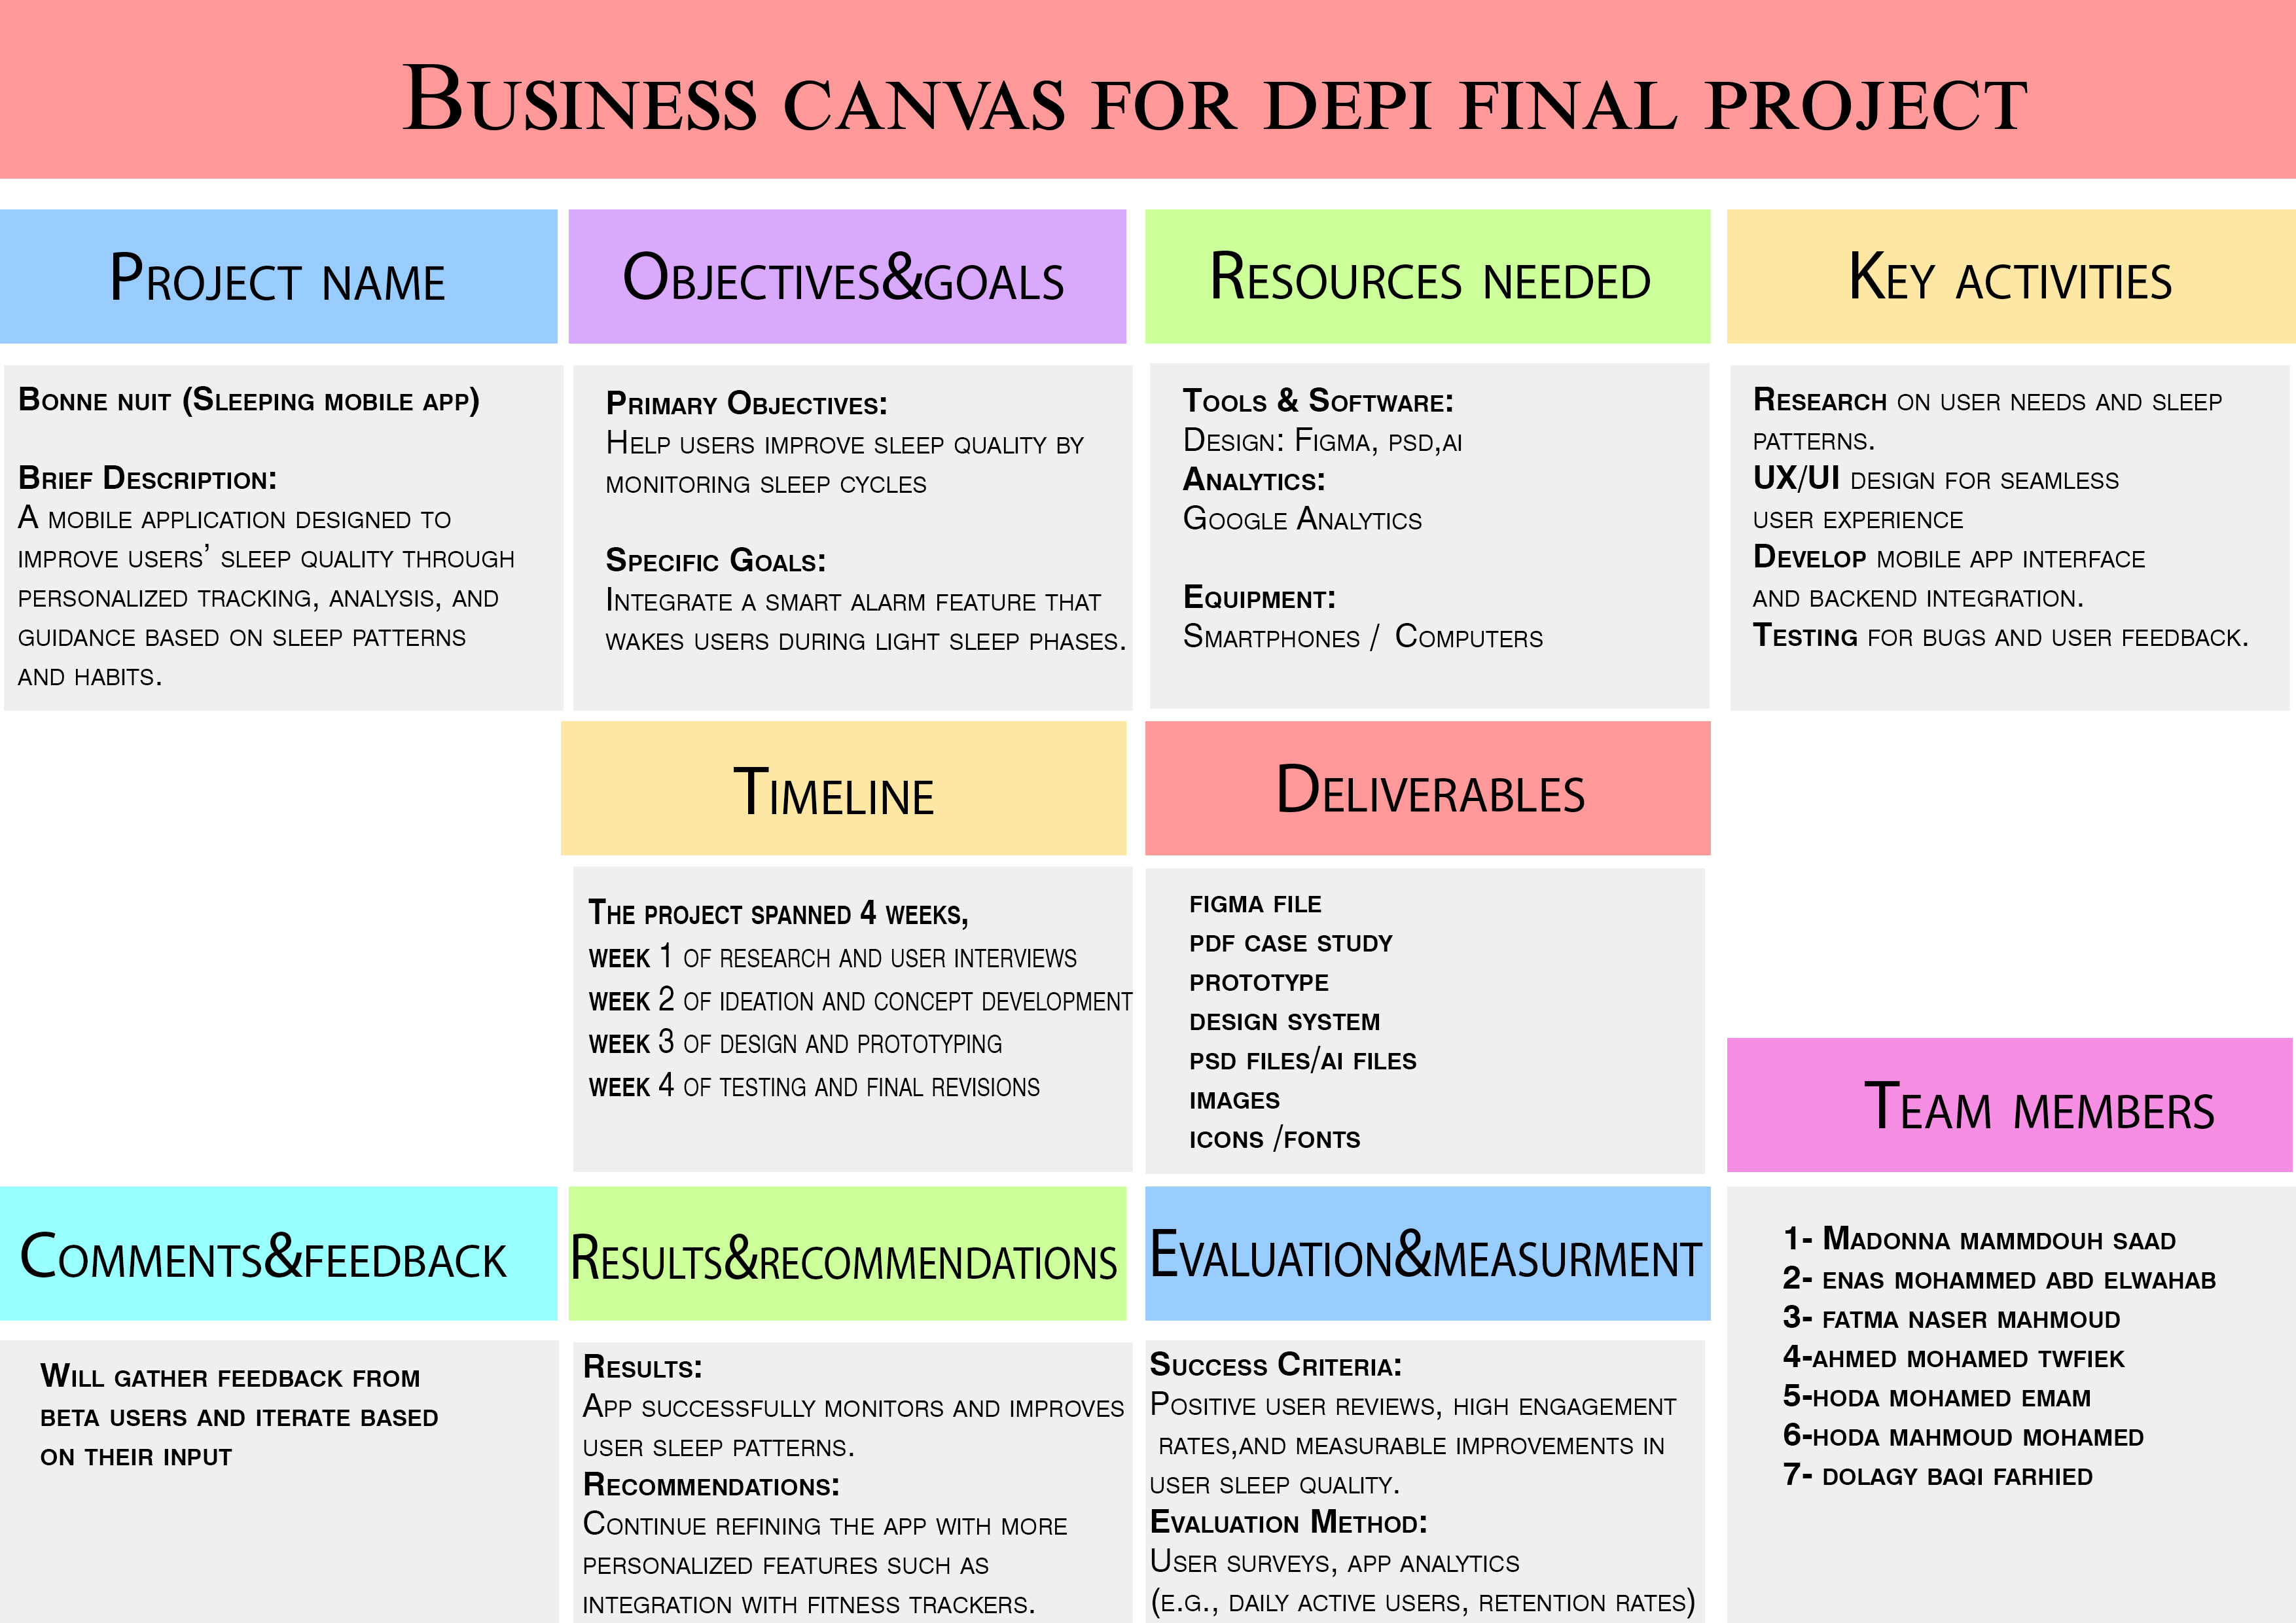 Business canvas for depi final project
Project name
Bonne nuit (Sleeping mobile app)
Brief Description:
A mobile application designed to
improve users' sleep quality through
personalized tracking, analysis, and
guidance based on sleep patterns
and habits.
Objectives&goals
Primary Objectives:
Help users improve sleep quality by
monitoring sleep cycles
Specific Goals:
Integrate a smart alarm feature that
wakes users during light sleep phases.
Resources needed
Tools & Software:
Design: Figma, psd,ai
Analytics:
Google Analytics
Equipment:
Smartphones / Computers
Key activities
Research on user needs and sleep
patterns.
UX/UI design for seamless
user experience
Develop mobile app interface
and backend integration.
Testing for bugs and user feedback.
Timeline
The project spanned 4 weeks,
week 1 of research and user interviews
week 2 of ideation and concept development
week 3 of design and prototyping
week 4 of testing and final revisions
Deliverables
figma file
pdf case study
prototype
design system
psd files/ai files
images
icons /fonts
Team members
1- Madonna mammdouh saad
2- enas mohammed abd elwahab
3- fatma naser mahmoud
4-ahmed mohamed twfiek
5-hoda mohamed emam
6-hoda mahmoud mohamed
7- dolagy baqi farhied
Comments&feedback
Will gather feedback from
beta users and iterate based
on their input
Results&recommendations
Results:
App successfully monitors and improves
user sleep patterns.
Recommendations:
Continue refining the app with more
personalized features such as
integration with fitness trackers.
Evaluation&measurment
Success Criteria:
Positive user reviews, high engagement
rates,and measurable improvements in
user sleep quality.
Evaluation Method:
User surveys, app analytics
(e.g., daily active users, retention rates)